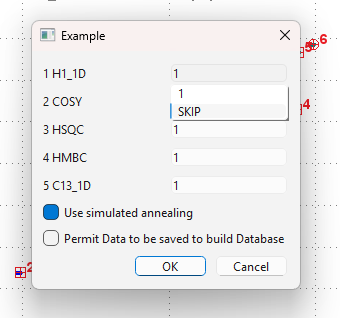 Example
6
5
1 H1_1D 1
4
2 COSY 1
SKIP
3 HSQC 1
4 HMBC 1
5 C13_1D 1
Use simulated annealing
Permit Data to be saved to build Database
2
OK Cancel